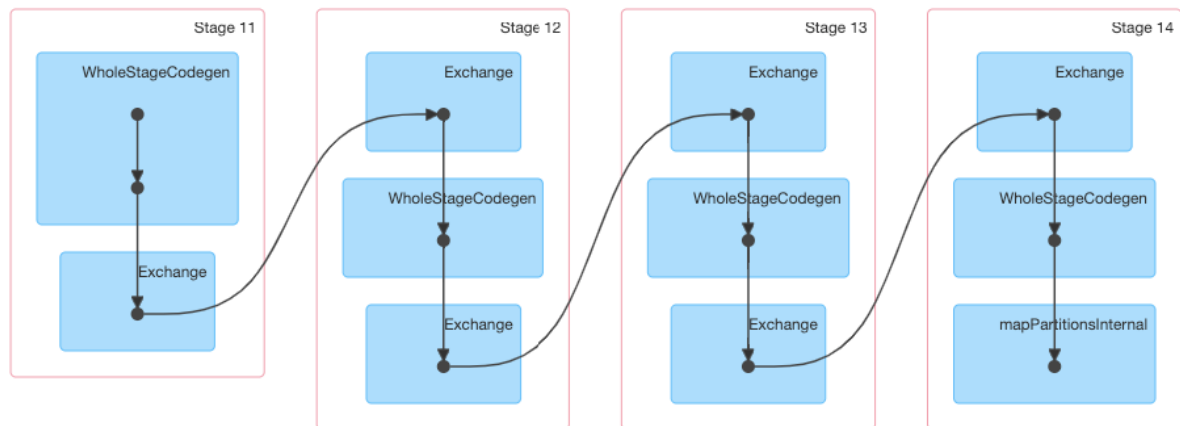 Stage 11
WholeStageCodegen
Exchange
Stage 12
Exchange
WholeStageCodegen
Exchange
Stage 13
Exchange
WholeStageCodegen
Exchange
Stage 14
Exchange
WholeStageCodegen
mapPartitionsInternal